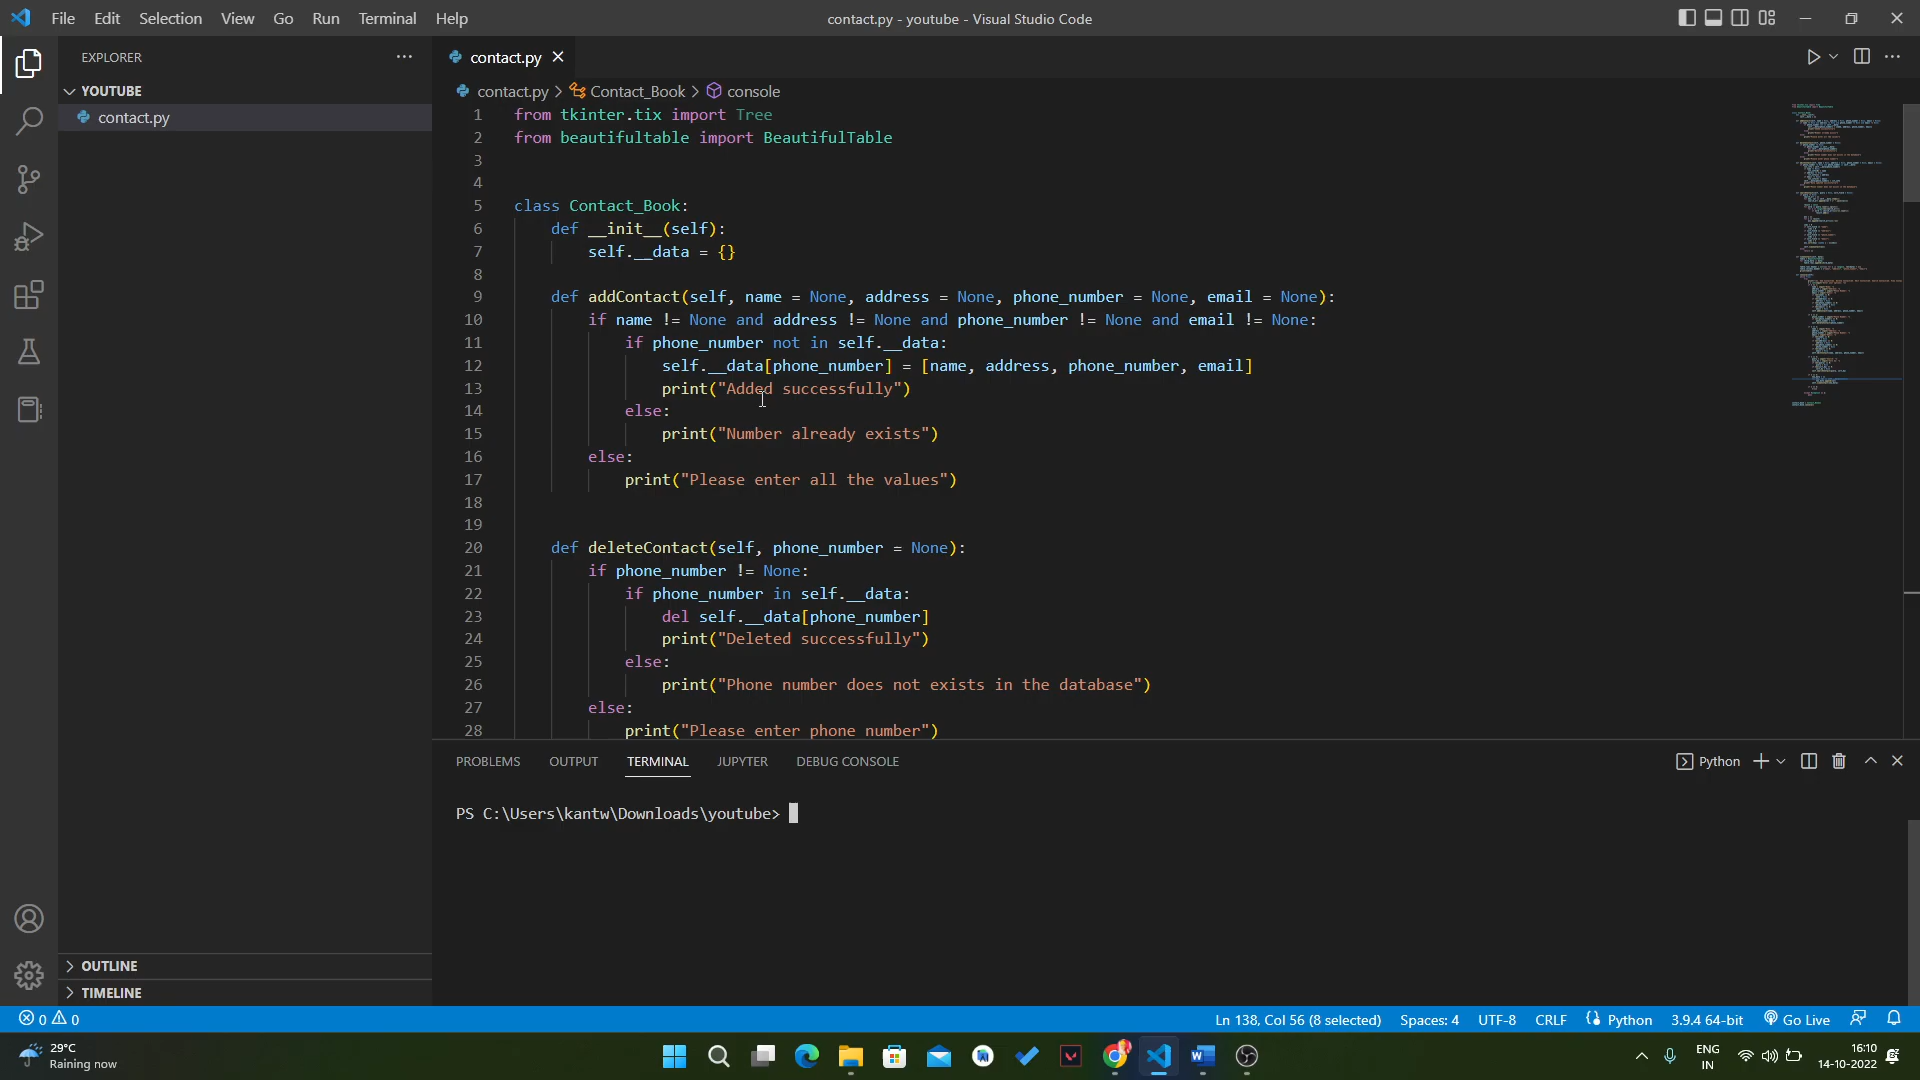 File Edit Selection View Go Run Terminal Help
contact.py - youtube - Visual Studio Code
EXPLORER
YOUTUBE
contact.py
contact.py
contact.py > Contact_Book > console
1 from tkinter.tix import Tree
2 from beautifultable import BeautifulTable
3
4
5 class Contact_Book:
6 def __init__(self):
7 self.__data = {}
8
9 def addContact(self, name = None, address = None, phone_number = None, email = None):
10 if name != None and address != None and phone_number != None and email != None:
11 if phone_number not in self.__data:
12 self.__data[phone_number] = [name, address, phone_number, email]
13 print("Added successfully")
14 else:
15 print("Number already exists")
16 else:
17 print("Please enter all the values")
18
19
20 def deleteContact(self, phone_number = None):
21 if phone_number != None:
22 if phone_number in self.__data:
23 del self.__data[phone_number]
24 print("Deleted successfully")
25 else:
26 print("Phone number does not exists in the database")
27 else:
28 print("Please enter phone number")
PROBLEMS OUTPUT TERMINAL JUPYTER DEBUG CONSOLE
Python
PS C:\Users\kantw\Downloads\youtube>
OUTLINE
TIMELINE
0 0
Ln 138, Col 56 (8 selected) Spaces: 4 UTF-8 CRLF Python 3.9.4 64-bit Go Live
29°C
Raining now
ENG
IN
16:10
14-10-2022